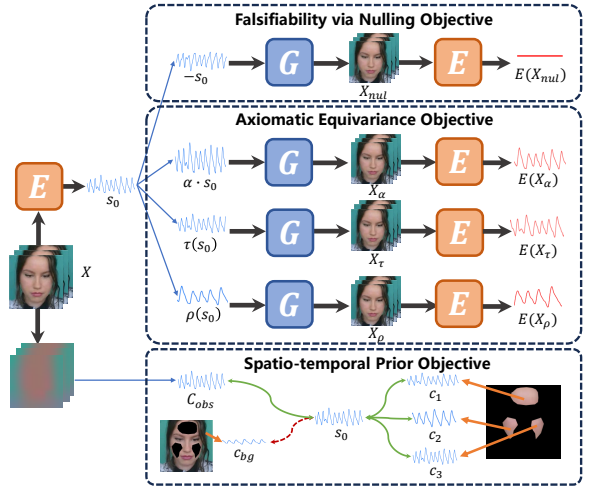 Falsifiability via Nulling Objective
−s₀
G
X_nul
E
E(X_nul)
Axiomatic Equivariance Objective
E
s₀
α · s₀
G
X_α
E
E(X_α)
τ(s₀)
G
X_τ
E
E(X_τ)
X
ρ(s₀)
G
X_ρ
E
E(X_ρ)
Spatio-temporal Prior Objective
C_obs
c₁
s₀
c₂
c_bg
c₃